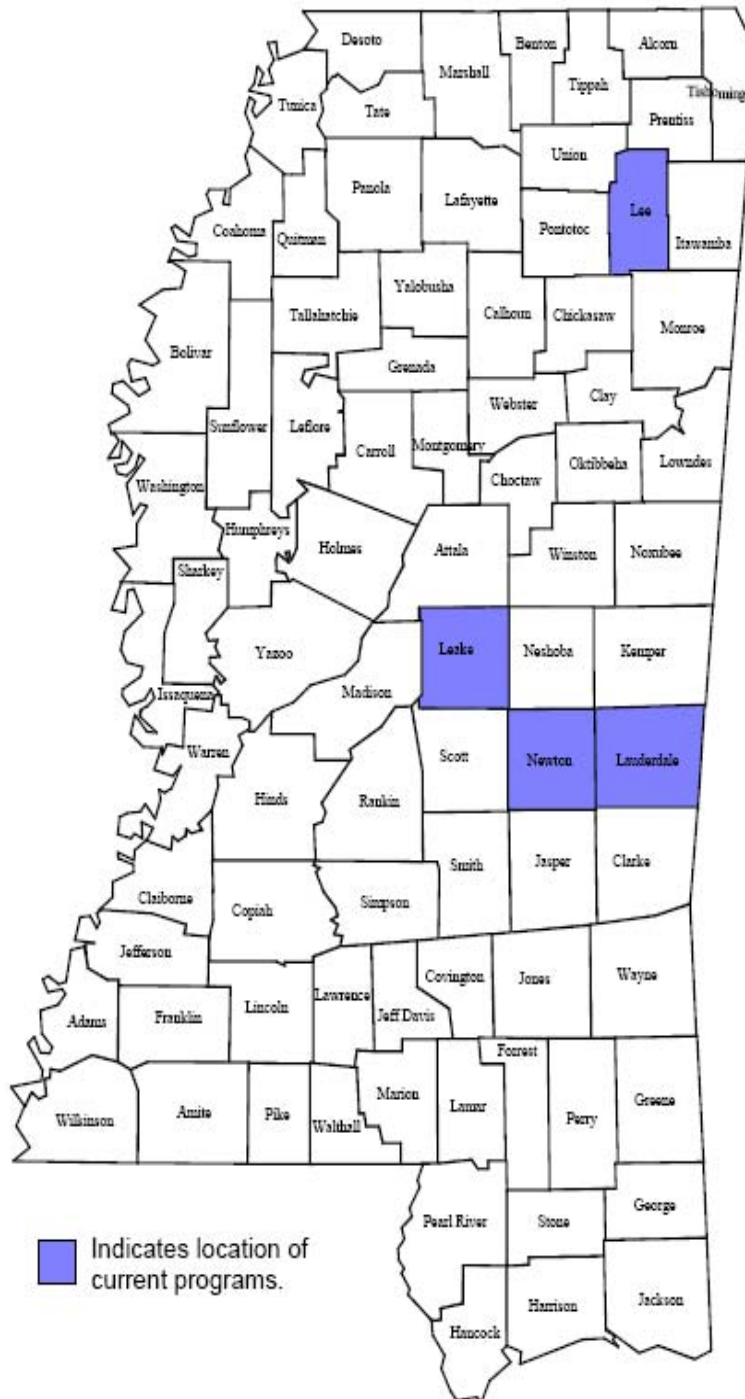 Desoto
Marshall
Benton
Tippah
Alcorn
Tishomingo
Tunica
Tate
Prentiss
Union
Panola
Lafayette
Lee
Pontotoc
Itawamba
Coahoma
Quitman
Yalobusha
Tallahatchie
Calhoun
Chickasaw
Monroe
Bolivar
Grenada
Webster
Clay
Sunflower
Leflore
Carroll
Montgomery
Choctaw
Oktibbeha
Lowndes
Washington
Humphreys
Holmes
Attala
Winston
Noxubee
Sharkey
Yazoo
Leake
Neshoba
Kemper
Issaquena
Madison
Warren
Scott
Newton
Lauderdale
Hinds
Rankin
Smith
Jasper
Clarke
Claiborne
Copiah
Simpson
Jefferson
Covington
Jones
Wayne
Adams
Franklin
Lincoln
Lawrence
Jeff Davis
Forrest
Wilkinson
Amite
Pike
Walthall
Marion
Lamar
Perry
Greene
Pearl River
Stone
George
Hancock
Harrison
Jackson
Indicates location of
current programs.